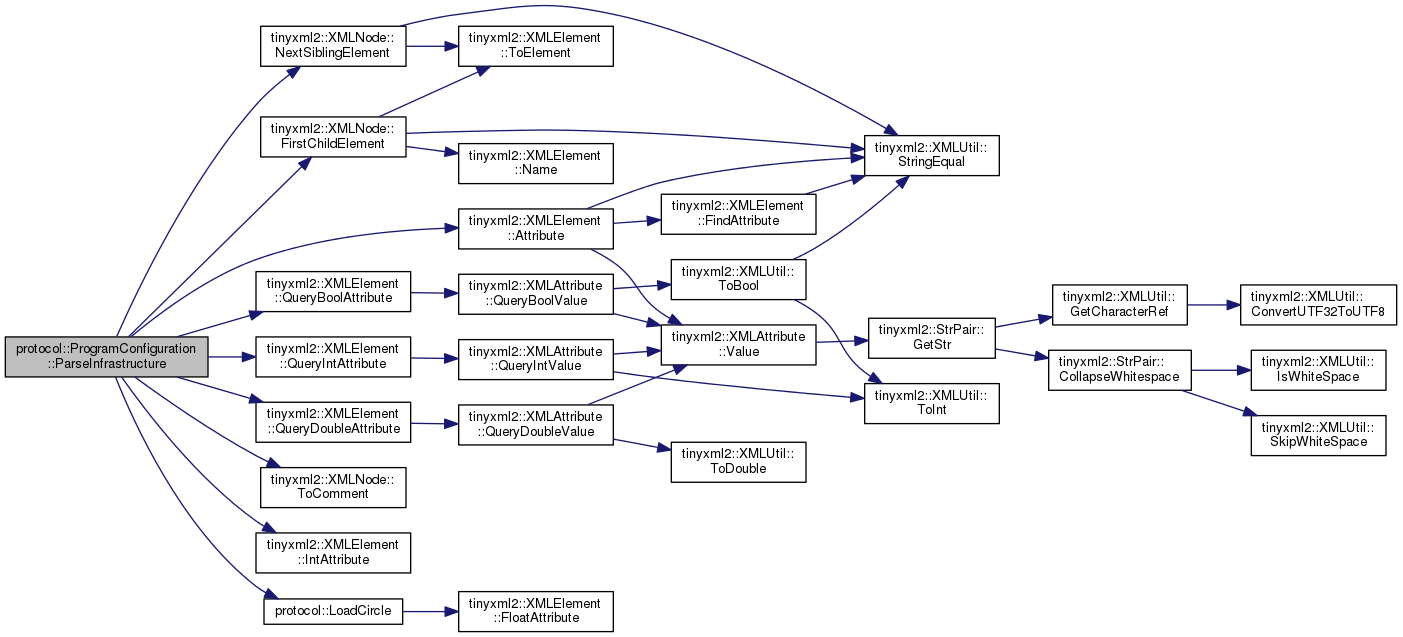 protocol::ProgramConfiguration
::ParseInfrastructure
tinyxml2::XMLNode::
NextSiblingElement
tinyxml2::XMLNode::
FirstChildElement
tinyxml2::XMLElement
::QueryBoolAttribute
tinyxml2::XMLElement
::QueryIntAttribute
tinyxml2::XMLElement
::QueryDoubleAttribute
tinyxml2::XMLNode::
ToComment
tinyxml2::XMLElement
::IntAttribute
protocol::LoadCircle
tinyxml2::XMLElement
::ToElement
tinyxml2::XMLElement
::Name
tinyxml2::XMLElement
::Attribute
tinyxml2::XMLAttribute
::QueryBoolValue
tinyxml2::XMLAttribute
::QueryIntValue
tinyxml2::XMLAttribute
::QueryDoubleValue
tinyxml2::XMLElement
::FloatAttribute
tinyxml2::XMLElement
::FindAttribute
tinyxml2::XMLUtil::
ToBool
tinyxml2::XMLAttribute
::Value
tinyxml2::XMLUtil::
ToDouble
tinyxml2::XMLUtil::
StringEqual
tinyxml2::StrPair::
GetStr
tinyxml2::XMLUtil::
ToInt
tinyxml2::XMLUtil::
GetCharacterRef
tinyxml2::StrPair::
CollapseWhitespace
tinyxml2::XMLUtil::
ConvertUTF32ToUTF8
tinyxml2::XMLUtil::
IsWhiteSpace
tinyxml2::XMLUtil::
SkipWhiteSpace